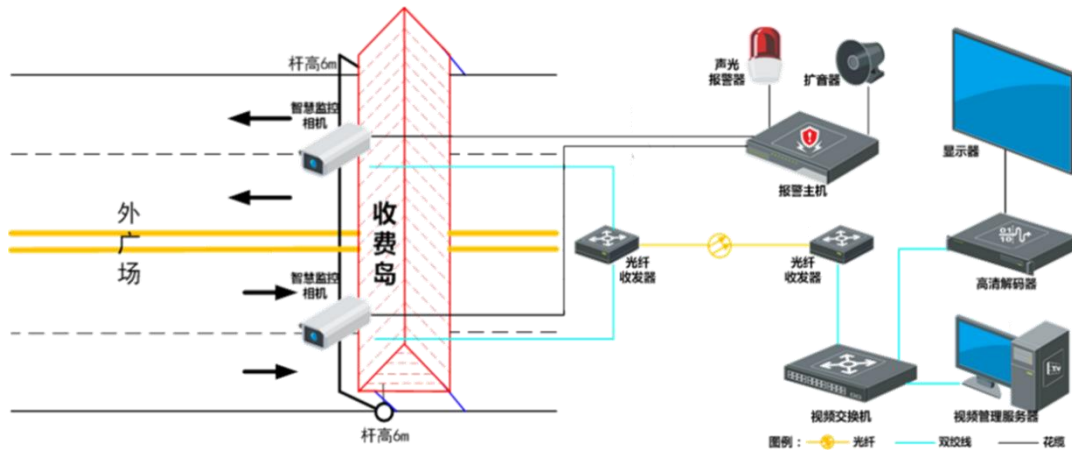 杆高6m
智慧监控
相机
外
广
场
收
费
岛
智慧监控
相机
杆高6m
声光
报警器
扩音器
报警主机
显示器
光纤
收发器
光纤
收发器
高清解码器
视频交换机
视频管理服务器
图例：
光纤
双绞线
花缆